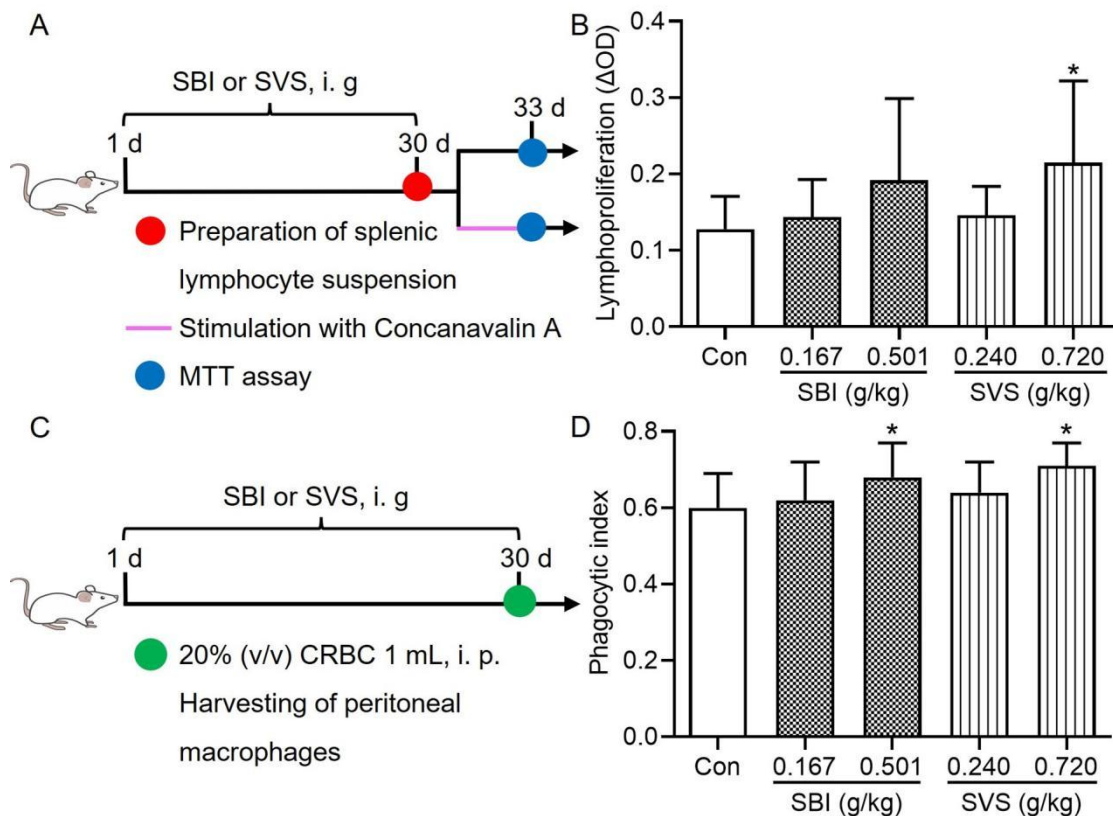 A
SBI or SVS, i. g
1 d
30 d
33 d
Preparation of splenic
lymphocyte suspension
Stimulation with Concanavalin A
MTT assay
B
Lymphoproliferation (ΔOD)
0.4
0.3
0.2
0.1
0.0
*
Con
0.167
0.501
0.240
0.720
SBI (g/kg)
SVS (g/kg)
C
SBI or SVS, i. g
1 d
30 d
20% (v/v) CRBC 1 mL, i. p.
Harvesting of peritoneal
macrophages
D
Phagocytic index
0.8
0.6
0.4
0.2
0.0
*
*
Con
0.167
0.501
0.240
0.720
SBI (g/kg)
SVS (g/kg)